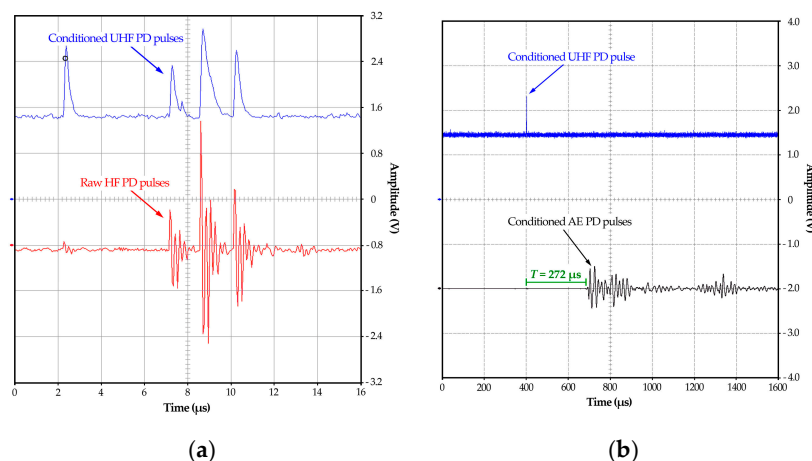 Conditioned UHF PD pulses
Raw HF PD pulses
3.2
2.4
1.6
0.8
0
-0.8
-1.6
-2.4
-3.2
Amplitude (V)
0 2 4 6 8 10 12 14 16
Time (µs)
(a)
Conditioned UHF PD
pulse
Conditioned AE PD pulses
T = 272 µs
4.0
3.0
2.0
1.0
0
-1.0
-2.0
-3.0
-4.0
Amplitude (V)
0 200 400 600 800 1000 1200 1400 1600
Time (µs)
(b)